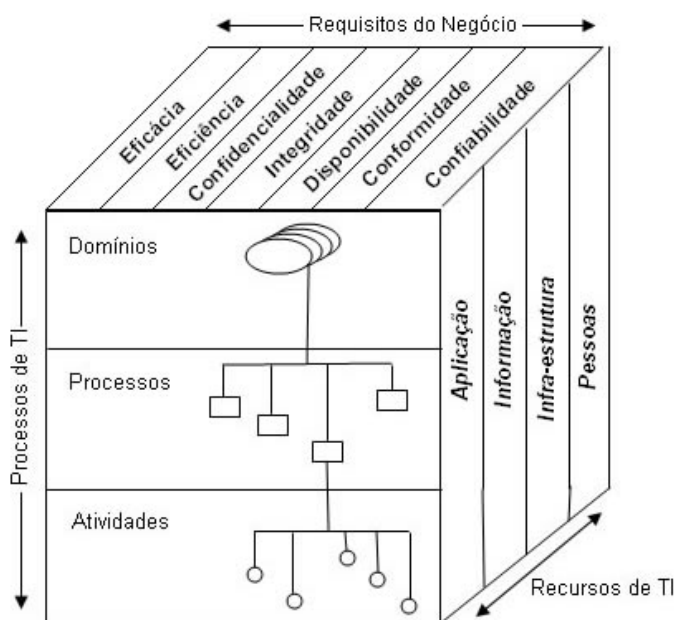 Requisitos do Negócio
Eficácia
Eficiência
Confidencialidade
Integridade
Disponibilidade
Conformidade
Confiabilidade
Domínios
Processos
Atividades
Processos de TI
Aplicação
Informação
Infra-estrutura
Pessoas
Recursos de TI